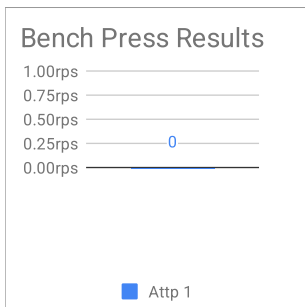 Bench Press Results
1.00rps
0.75rps
0.50rps
0.25rps
0
0.00rps
Attp 1